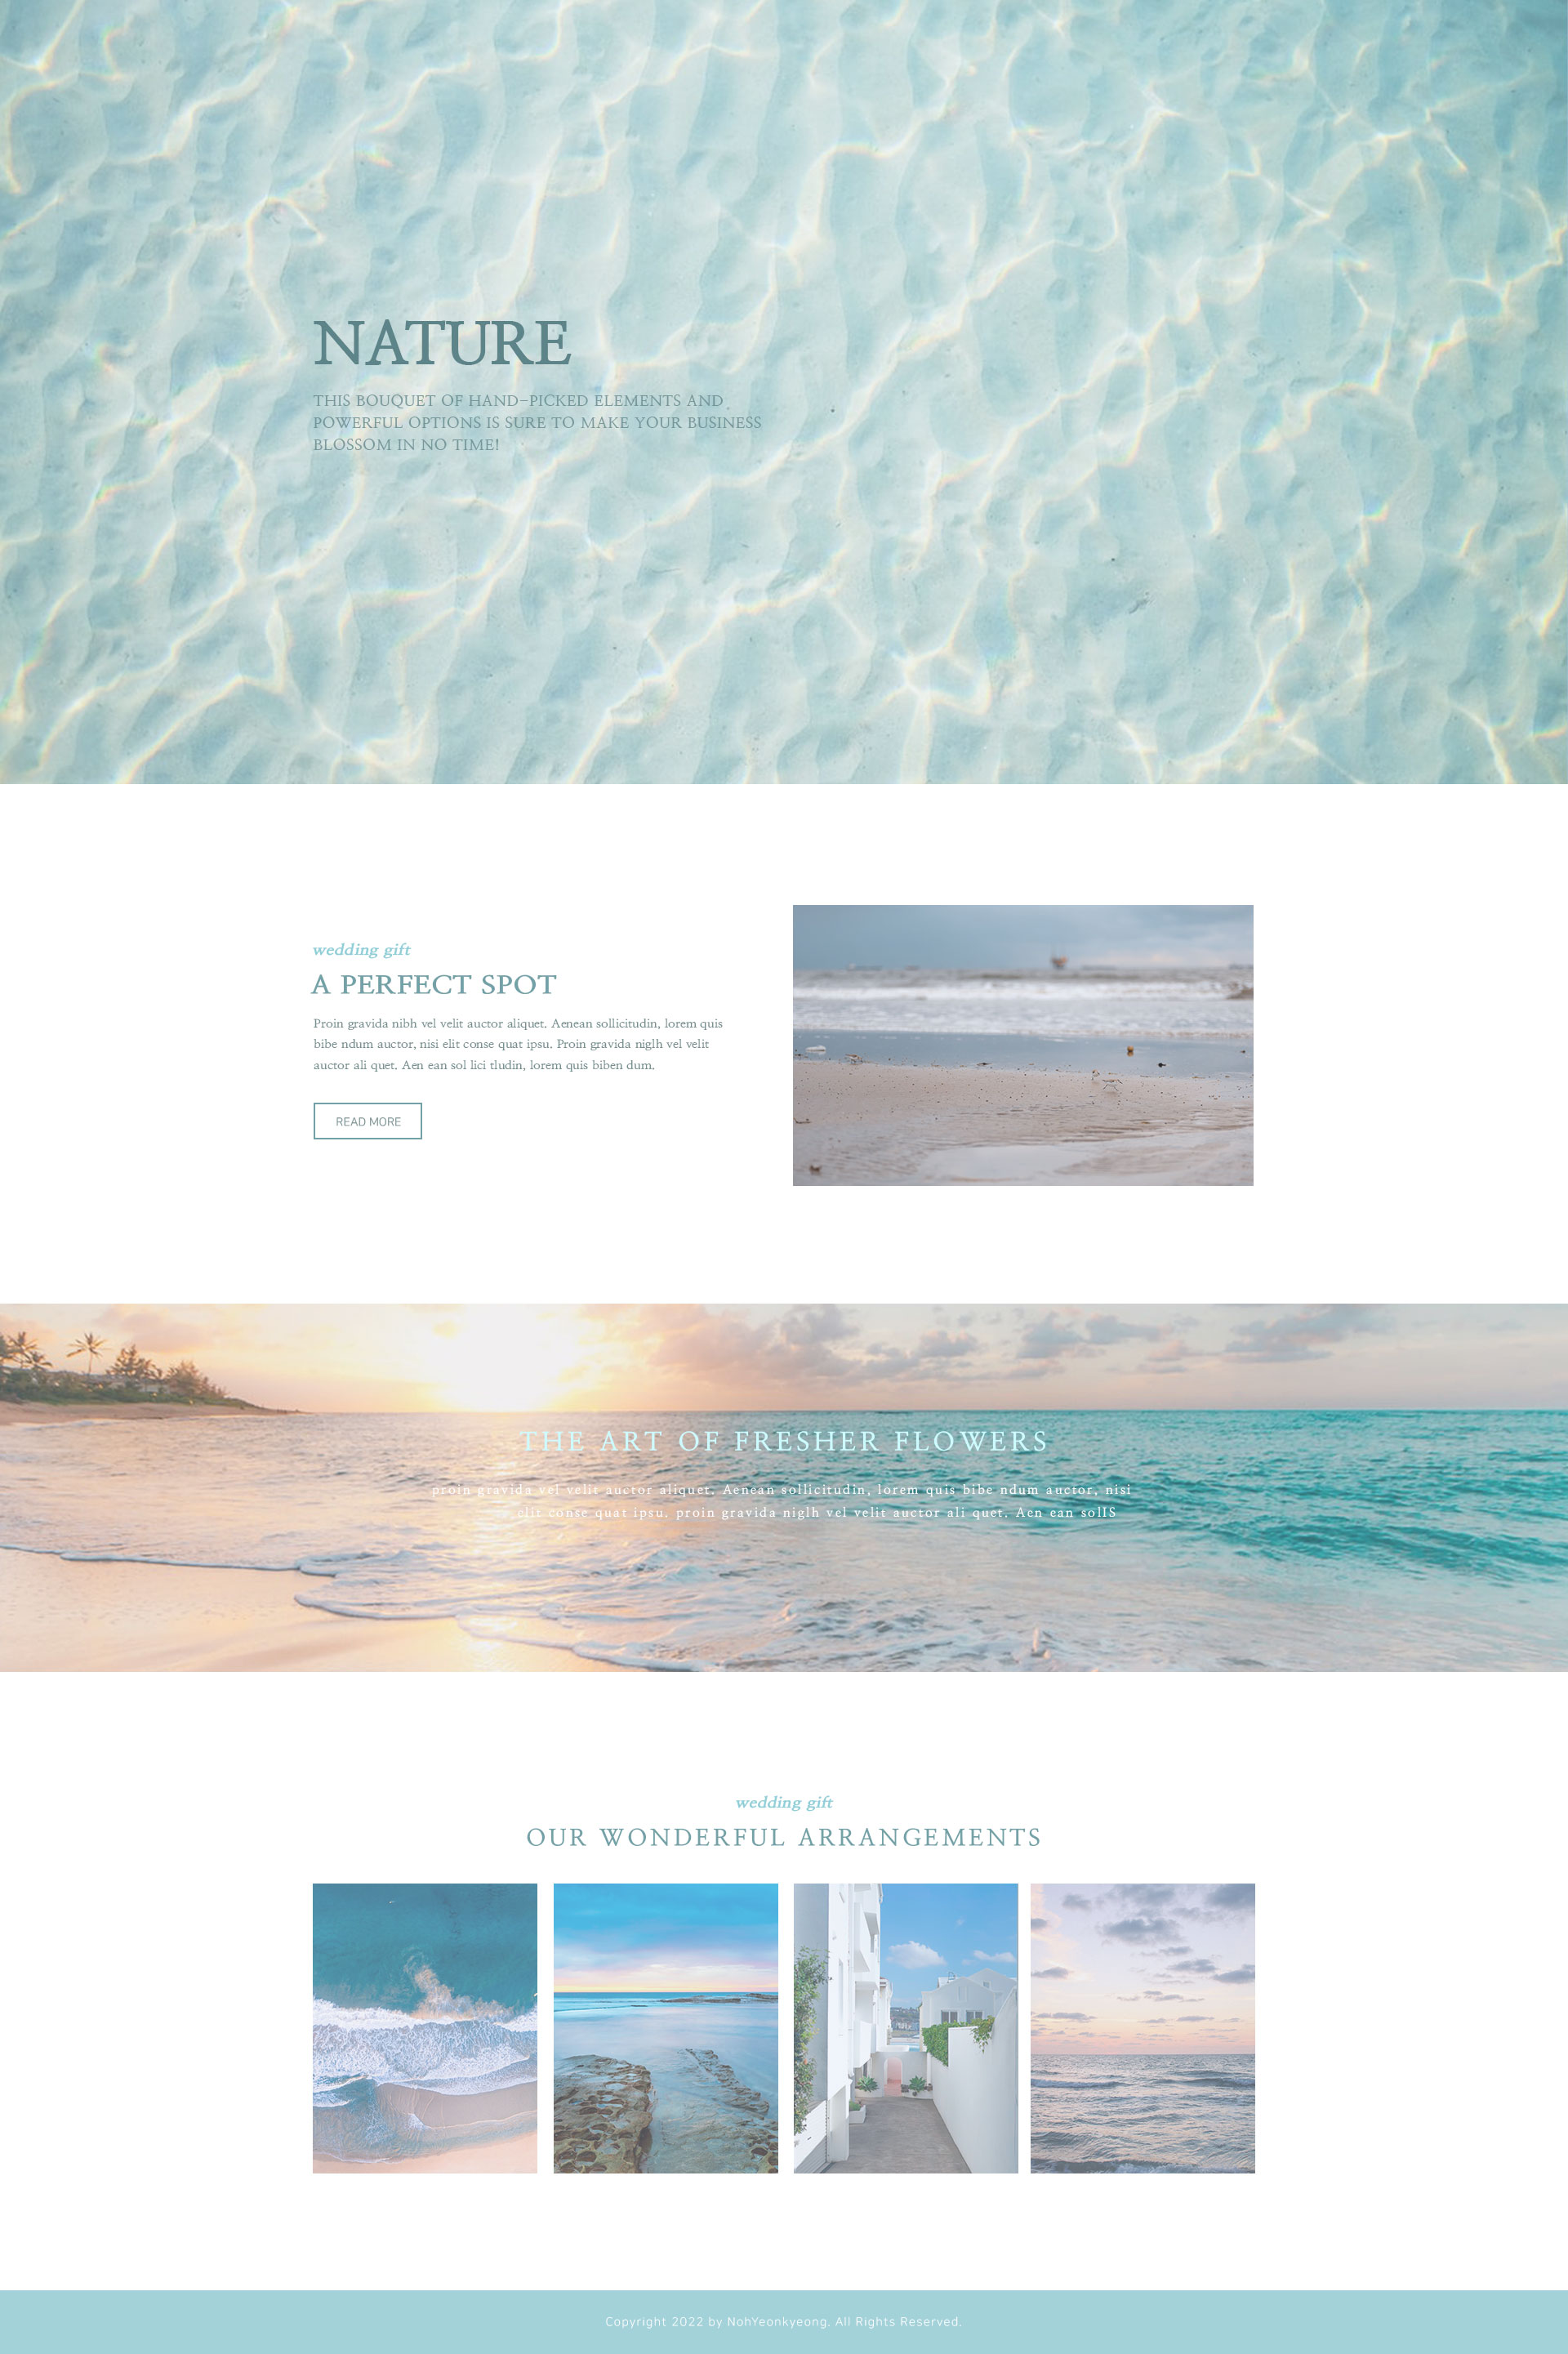 NATURE
THIS BOUQUET OF HAND-PICKED ELEMENTS AND
POWERFUL OPTIONS IS SURE TO MAKE YOUR BUSINESS
BLOSSOM IN NO TIME!
wedding gift
A PERFECT SPOT
Proin gravida nibh vel velit auctor aliquet. Aenean sollicitudin, lorem quis
bibe ndum auctor, nisi elit conse quat ipsu. Proin gravida niglh vel velit
auctor ali quet. Aen ean sol lici tludin, lorem quis biben dum.
READ MORE
THE ART OF FRESHER FLOWERS
proin gravida vel velit auctor aliquet. Aenean sollicitudin, lorem quis bibe ndum auctor, nisi
elit conse quat ipsu. proin gravida niglh vel velit auctor ali quet. Aen ean solIS
wedding gift
OUR WONDERFUL ARRANGEMENTS
Copyright 2022 by NohYeonkyeong. All Rights Reserved.